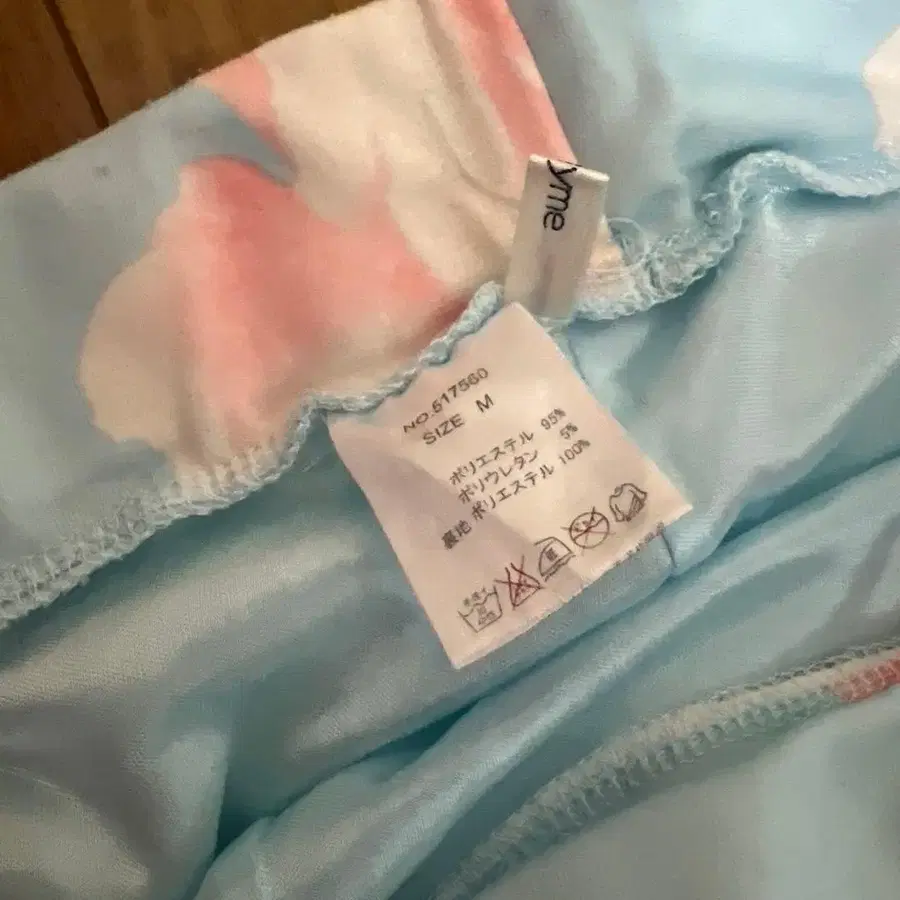 yme
NO.517560
SIZE M
ポリエステル 95%
ポリウレタン 5%
裏地 ポリエステル 100%